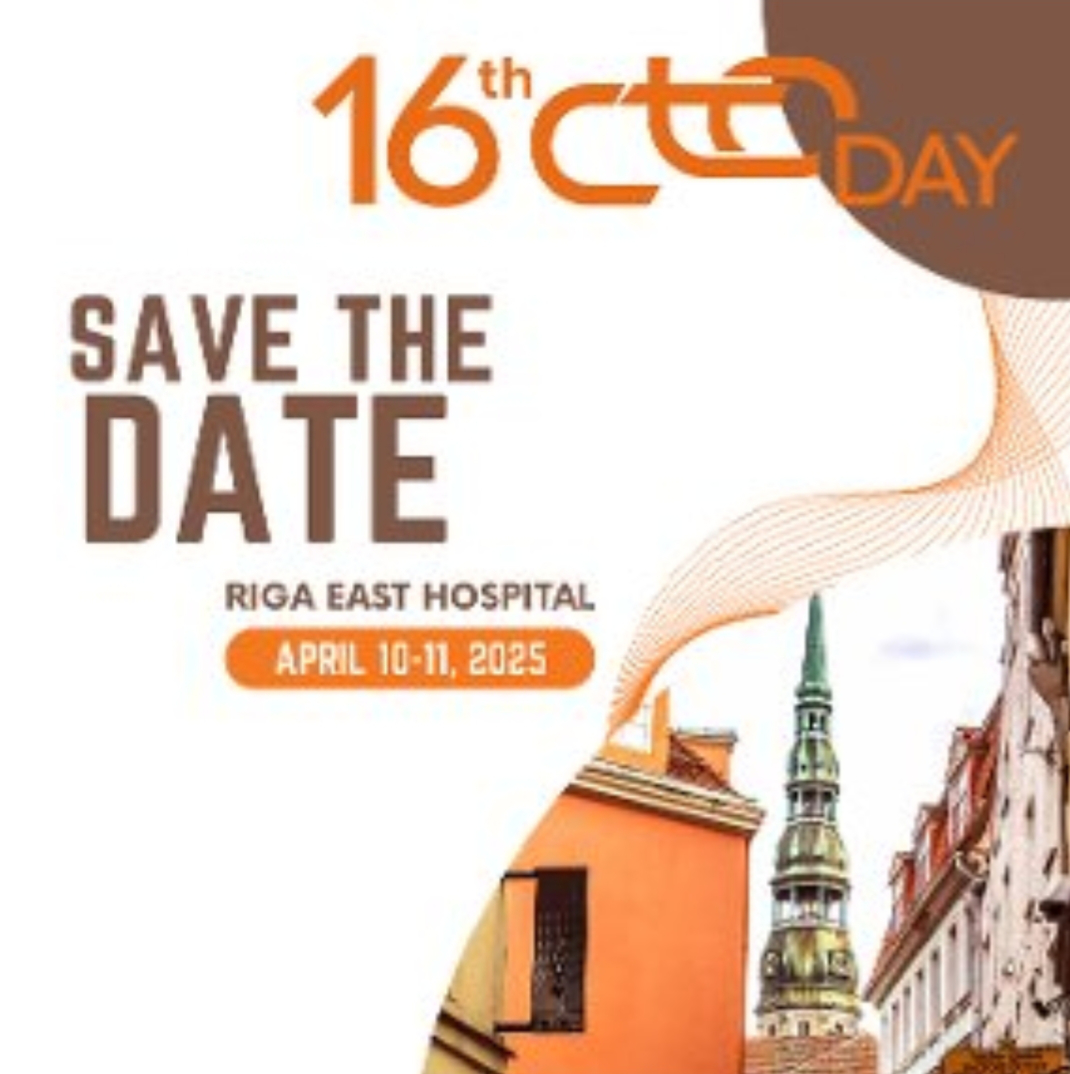 16th cto DAY
SAVE THE
DATE
RIGA EAST HOSPITAL
APRIL 10-11, 2025